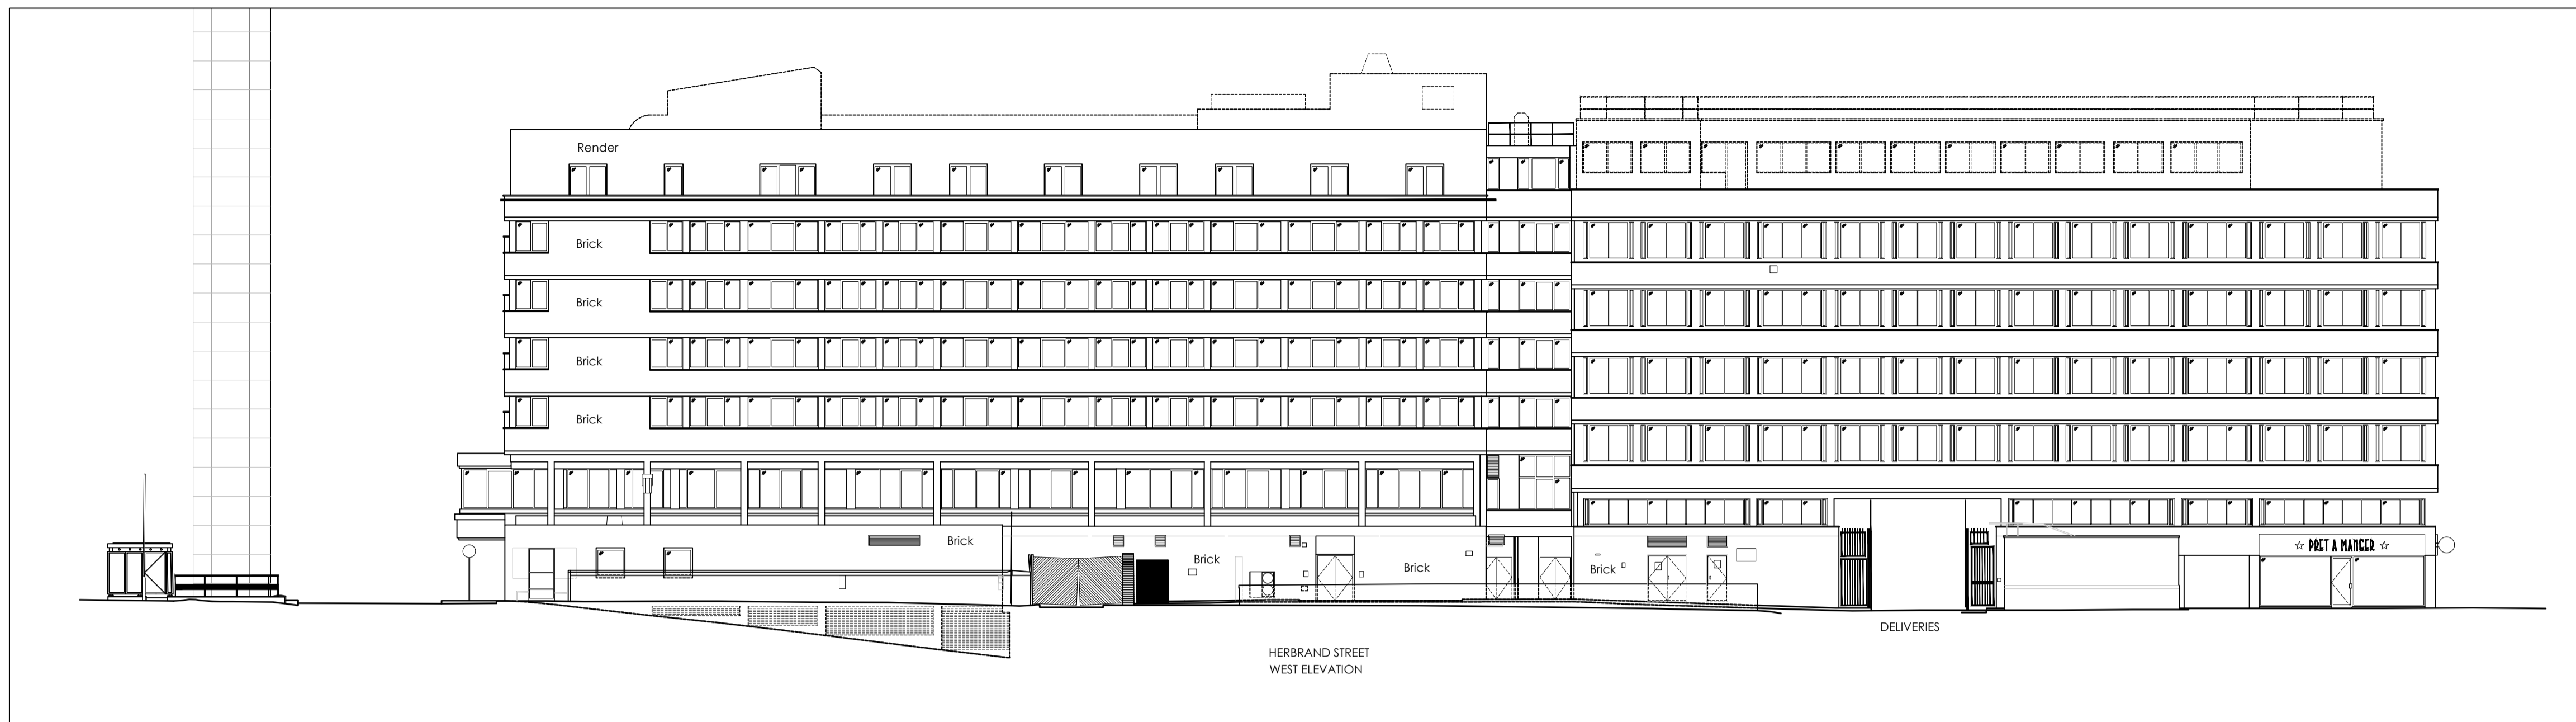 Render
Brick
Brick
Brick
Brick
Brick
Brick
Brick
Brick
☆ PRET A MANGER ☆
DELIVERIES
HERBRAND STREET
WEST ELEVATION